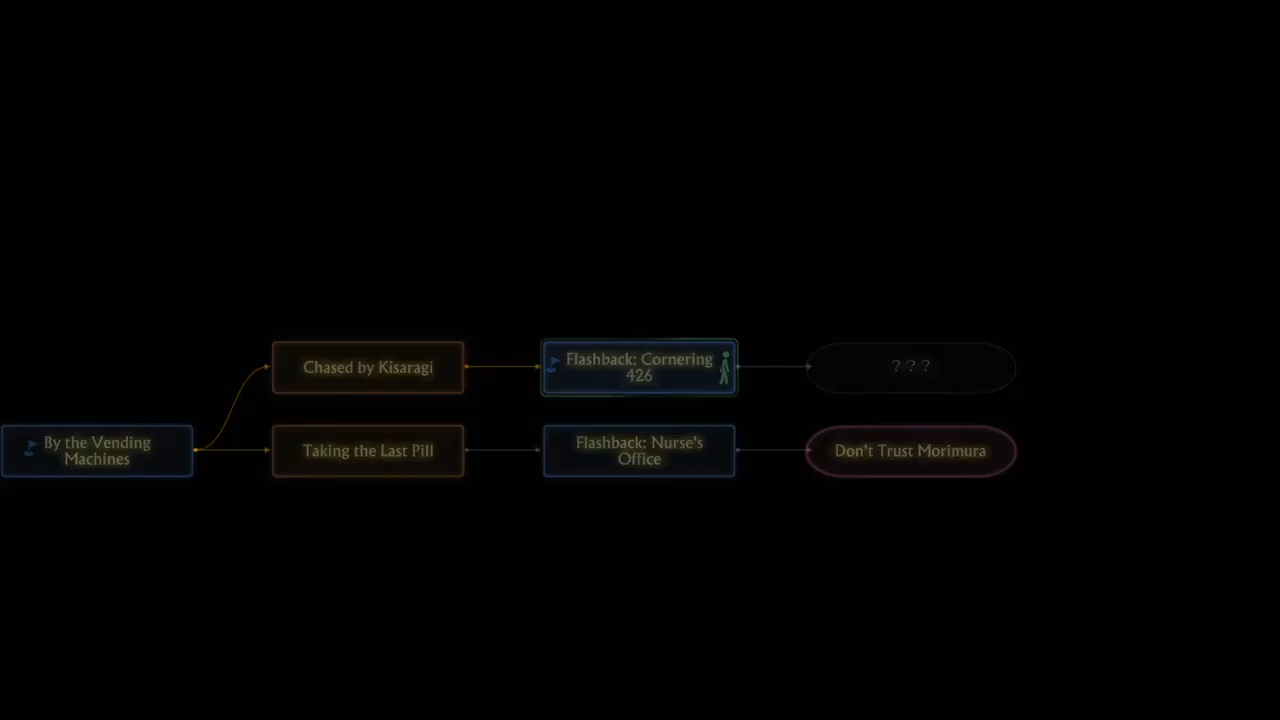 Flashback: Cornering
426
Chased by Kisaragi
? ? ?
By the Vending
Machines
Taking the Last Pill
Flashback: Nurse's
Office
Don't Trust Morimura